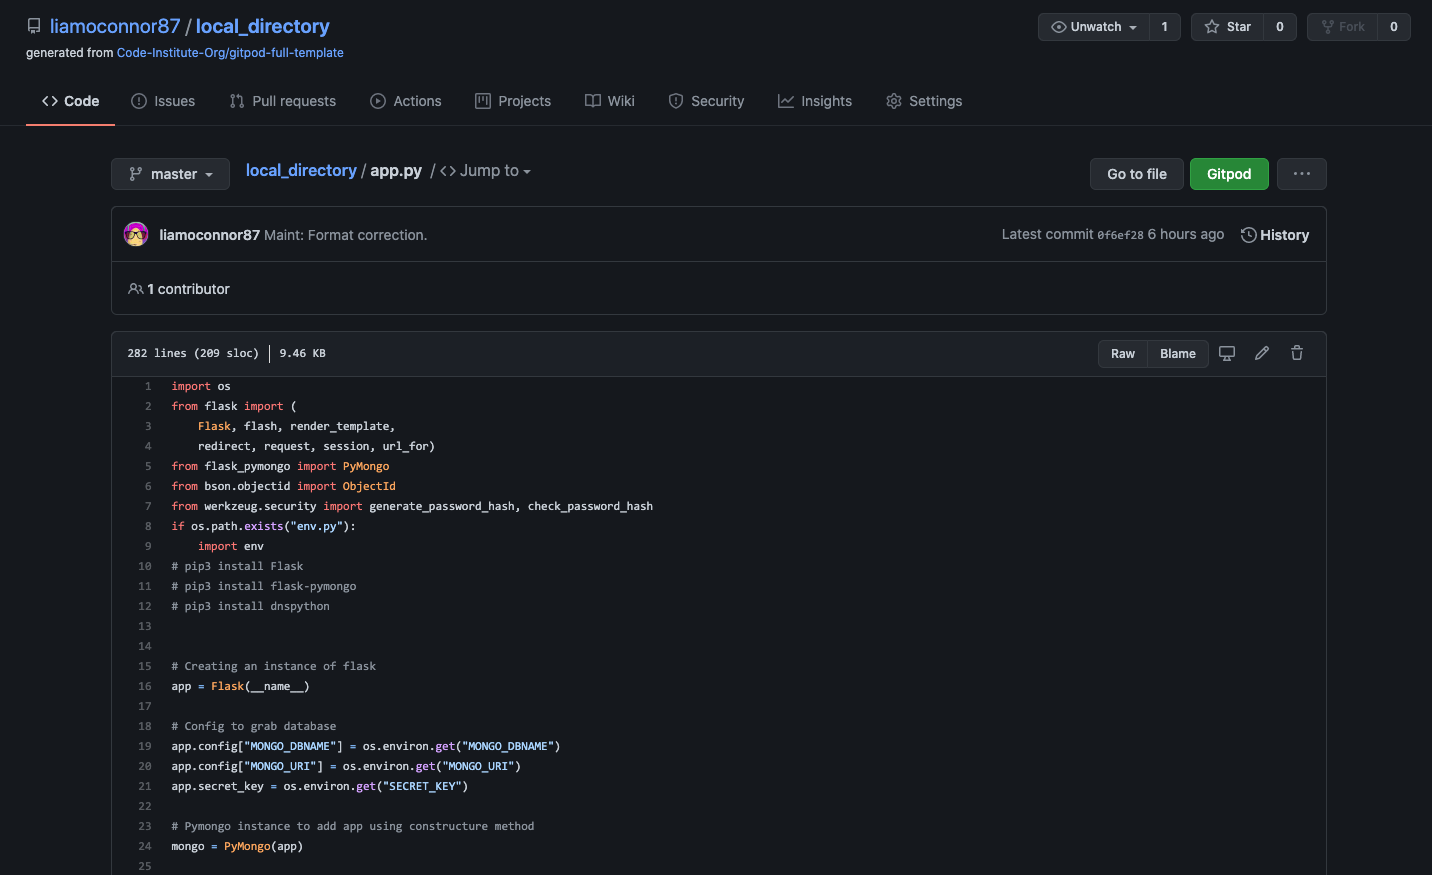 liamoconnor87 / local_directory
Unwatch 1 Star 0 Fork 0
generated from Code-Institute-Org/gitpod-full-template
Code Issues Pull requests Actions Projects Wiki Security Insights Settings
master local_directory / app.py / <> Jump to Go to file Gitpod ...
liamoconnor87 Maint: Format correction. Latest commit 0f6ef28 6 hours ago History
1 contributor
282 lines (209 sloc) | 9.46 KB Raw Blame
1 import os
2 from flask import (
3     Flask, flash, render_template,
4     redirect, request, session, url_for)
5 from flask_pymongo import PyMongo
6 from bson.objectid import ObjectId
7 from werkzeug.security import generate_password_hash, check_password_hash
8 if os.path.exists("env.py"):
9     import env
10 # pip3 install Flask
11 # pip3 install flask-pymongo
12 # pip3 install dnspython
13
14
15 # Creating an instance of flask
16 app = Flask(__name__)
17
18 # Config to grab database
19 app.config["MONGO_DBNAME"] = os.environ.get("MONGO_DBNAME")
20 app.config["MONGO_URI"] = os.environ.get("MONGO_URI")
21 app.secret_key = os.environ.get("SECRET_KEY")
22
23 # Pymongo instance to add app using constructure method
24 mongo = PyMongo(app)
25